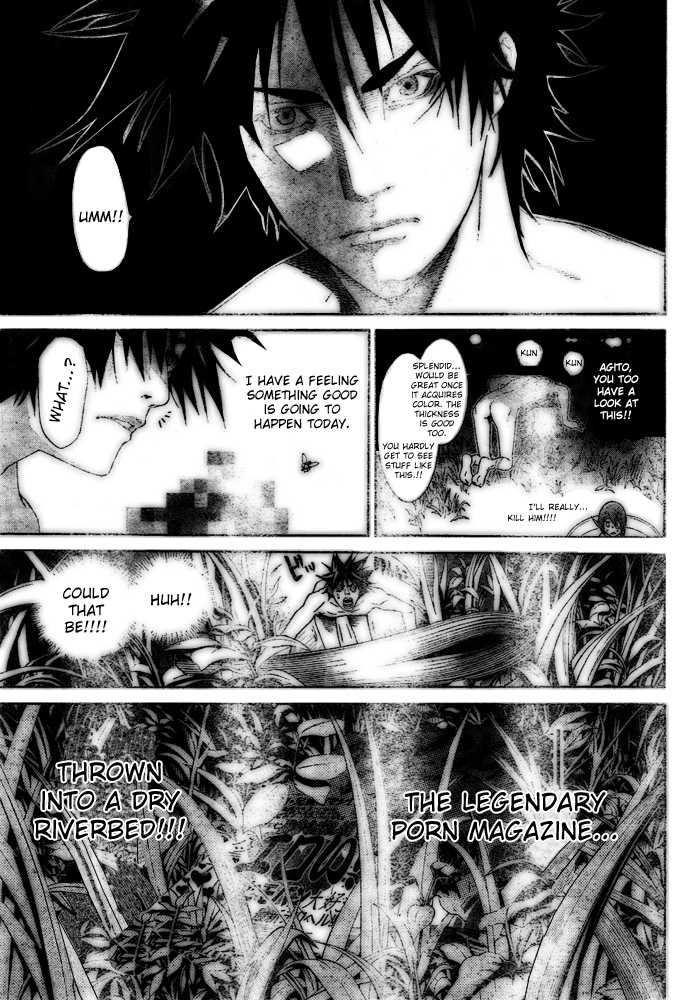 UMM!!
KUN
KUN
AGITO,
YOU TOO
HAVE A
LOOK AT
THIS!!
SPLENDID...
WOULD BE
GREAT ONCE
IT ACQUIRES
COLOR. THE
THICKNESS
IS GOOD
TOO.
YOU HARDLY
GET TO SEE
STUFF LIKE
THIS.!!
I'LL REALLY...
KILL HIM!!!!
I HAVE A FEELING
SOMETHING GOOD
IS GOING TO
HAPPEN TODAY.
WHAT...?
HUH!!
COULD
THAT
BE!!!!
THE LEGENDARY
PORN MAGAZINE...
THROWN
INTO A DRY
RIVERBED!!!